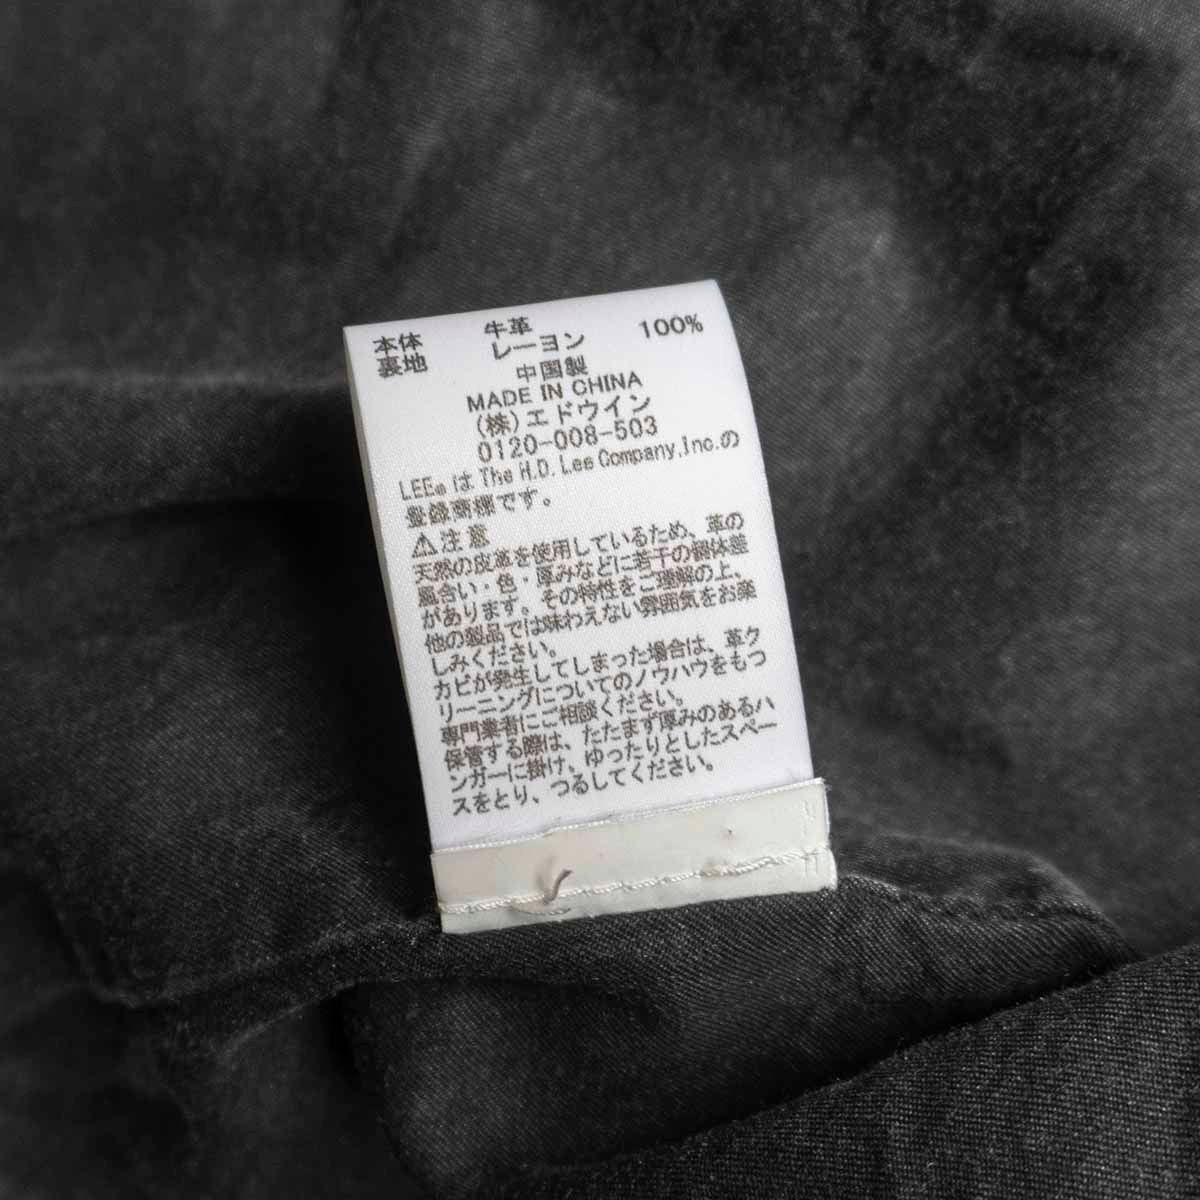 本体 牛革
裏地 レーヨン 100%
中国製
MADE IN CHINA
(株)エドウイン
0120-008-503
LEE®は The H.D. Lee Company,Inc.の
登録商標です。
⚠注意
天然の皮革を使用しているため、革の
風合い・色・厚みなどに若干の個体差
があります。その特性をご理解の上、
他の製品では味わえない雰囲気をお楽
しみください。
カビが発生してしまった場合は、革ク
リーニングについてのノウハウをもつ
専門業者にご相談ください。
保管する際は、たたまず厚みのあるハ
ンガーに掛け、ゆったりとしたスペー
スをとり、つるしてください。